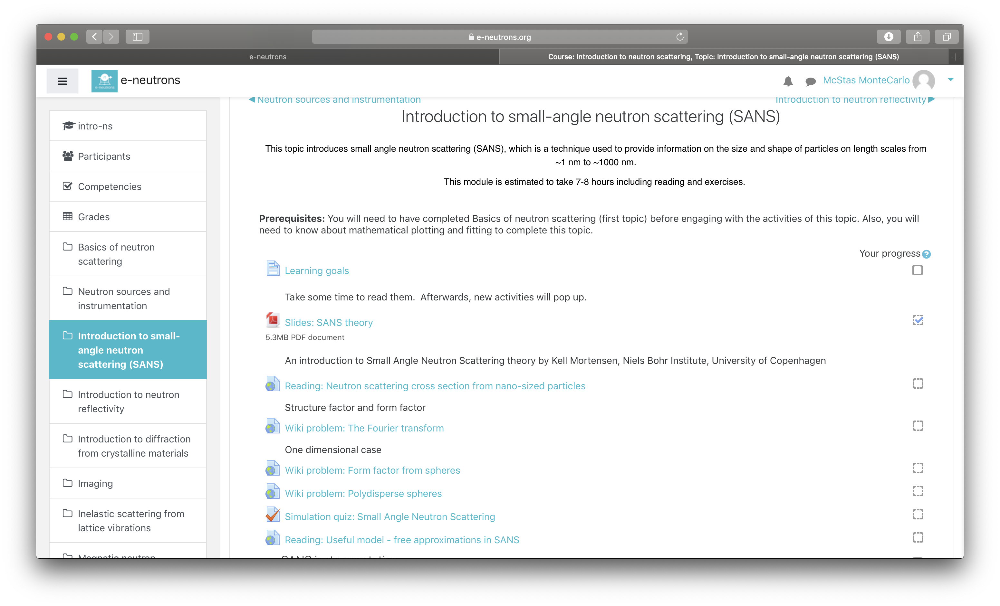 e-neutrons.org
e-neutrons
Course: Introduction to neutron scattering, Topic: Introduction to small-angle neutron scattering (SANS)
e-neutrons
e-neutrons
McStas MonteCarlo
Neutron sources and instrumentation
Introduction to neutron reflectivity
intro-ns
Participants
Competencies
Grades
Basics of neutron
scattering
Neutron sources and
instrumentation
Introduction to small-
angle neutron
scattering (SANS)
Introduction to neutron
reflectivity
Introduction to diffraction
from crystalline materials
Imaging
Inelastic scattering from
lattice vibrations
Magnetic neutron
Introduction to small-angle neutron scattering (SANS)
This topic introduces small angle neutron scattering (SANS), which is a technique used to provide information on the size and shape of particles on length scales from
~1 nm to ~1000 nm.
This module is estimated to take 7-8 hours including reading and exercises.
Prerequisites: You will need to have completed Basics of neutron scattering (first topic) before engaging with the activities of this topic. Also, you will
need to know about mathematical plotting and fitting to complete this topic.
Your progress ?
Learning goals
Take some time to read them.  Afterwards, new activities will pop up.
Slides: SANS theory
5.3MB PDF document
An introduction to Small Angle Neutron Scattering theory by Kell Mortensen, Niels Bohr Institute, University of Copenhagen
Reading: Neutron scattering cross section from nano-sized particles
Structure factor and form factor
Wiki problem: The Fourier transform
One dimensional case
Wiki problem: Form factor from spheres
Wiki problem: Polydisperse spheres
Simulation quiz: Small Angle Neutron Scattering
Reading: Useful model - free approximations in SANS
SANS instrumentation